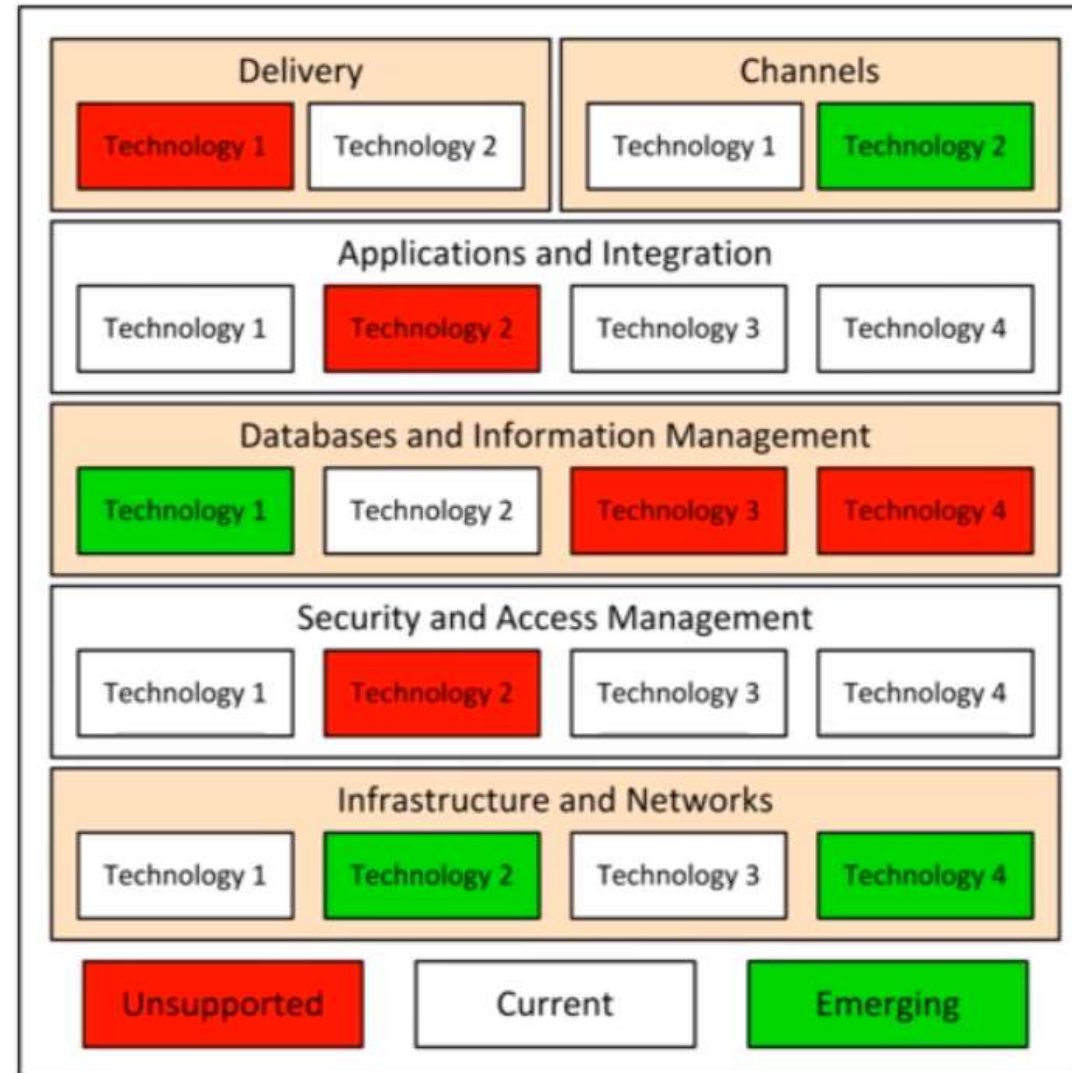 Delivery
Technology 1
Technology 2
Channels
Technology 1
Technology 2
Applications and Integration
Technology 1
Technology 2
Technology 3
Technology 4
Databases and Information Management
Technology 1
Technology 2
Technology 3
Technology 4
Security and Access Management
Technology 1
Technology 2
Technology 3
Technology 4
Infrastructure and Networks
Technology 1
Technology 2
Technology 3
Technology 4
Unsupported
Current
Emerging